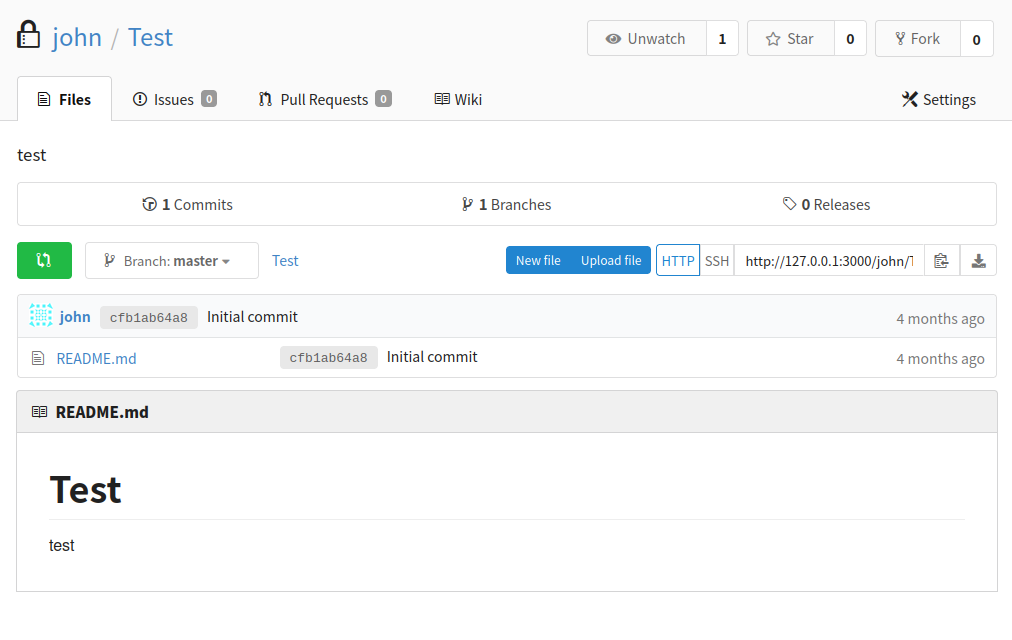 john / Test
Unwatch 1 Star 0 Fork 0
Files Issues 0 Pull Requests 0 Wiki Settings
test
1 Commits 1 Branches 0 Releases
Branch: master Test New file Upload file HTTP SSH http://127.0.0.1:3000/john/T
john cfb1ab64a8 Initial commit 4 months ago
README.md cfb1ab64a8 Initial commit 4 months ago
README.md
Test
test